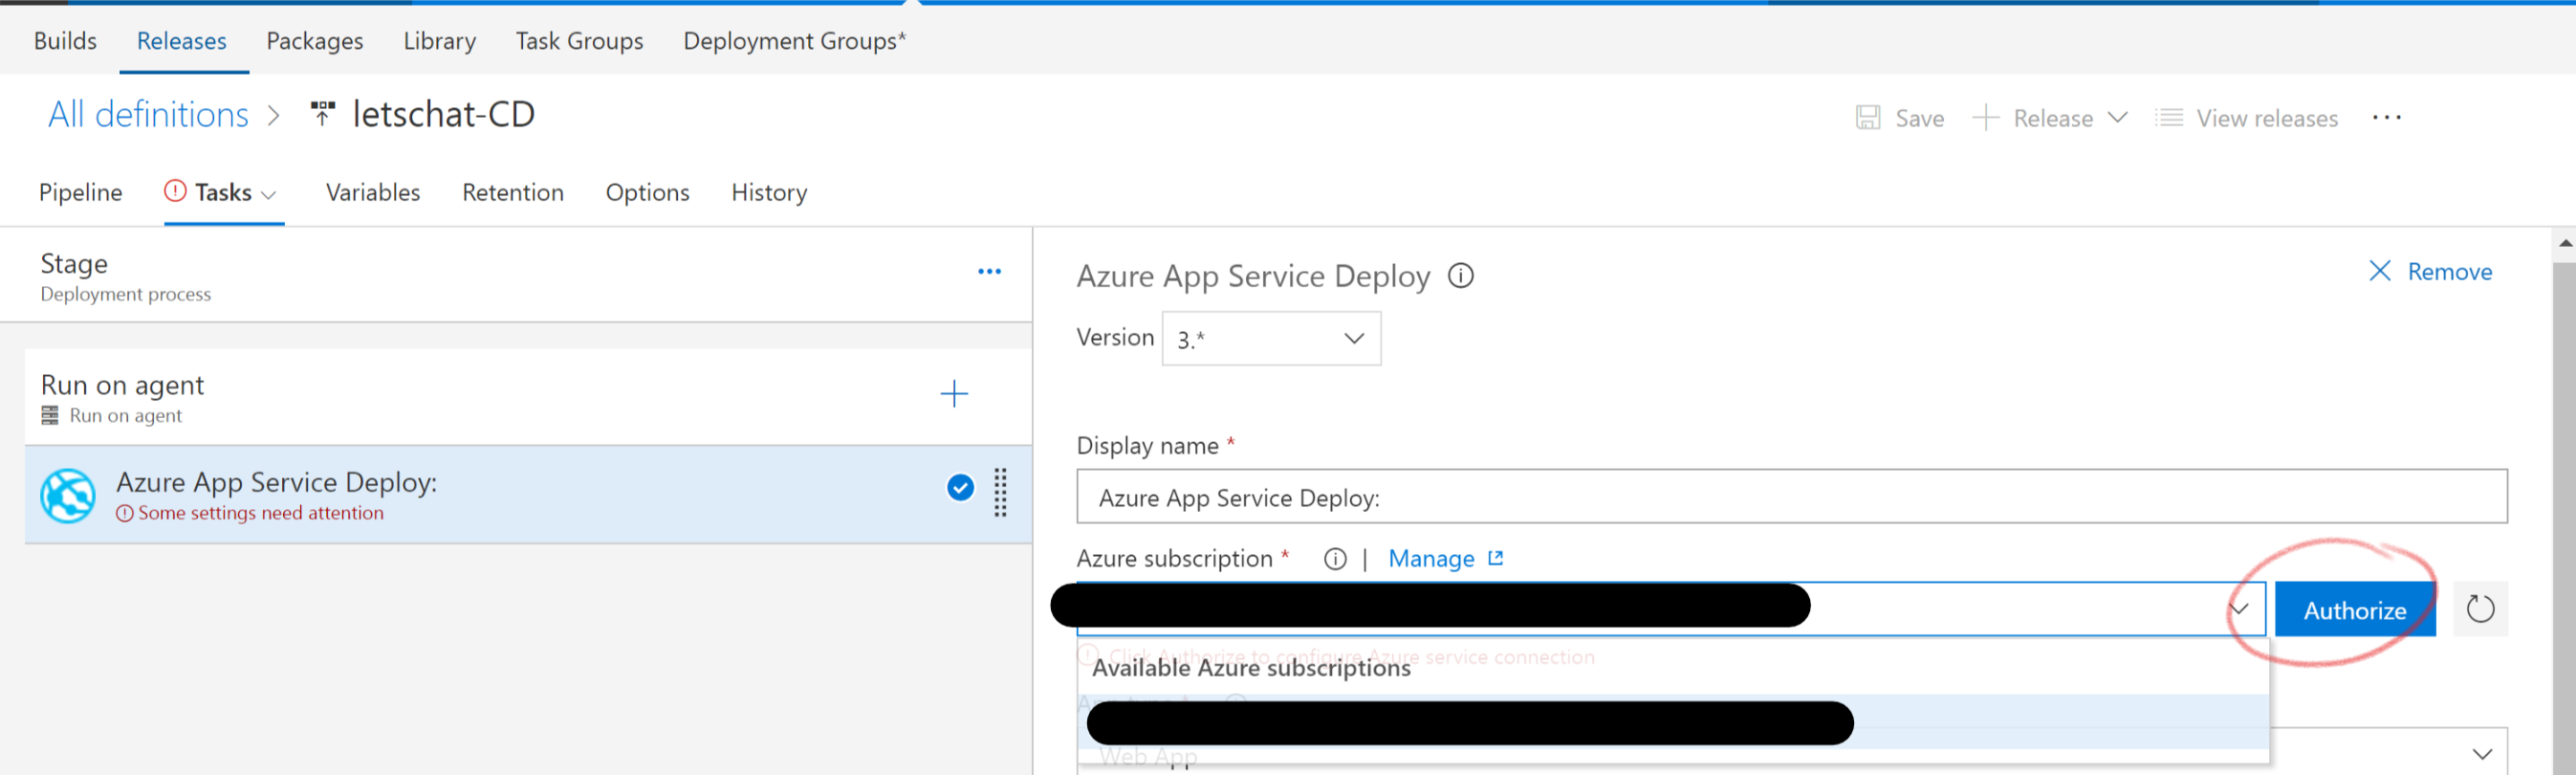 Builds Releases Packages Library Task Groups Deployment Groups*
All definitions > letschat-CD
Save + Release View releases ...
Pipeline Tasks Variables Retention Options History
Stage
Deployment process
Run on agent
Run on agent
Azure App Service Deploy:
Some settings need attention
Azure App Service Deploy
Remove
Version 3.*
Display name *
Azure App Service Deploy:
Azure subscription * | Manage
Authorize
Click Authorize to configure Azure service connection
Available Azure subscriptions
Web App